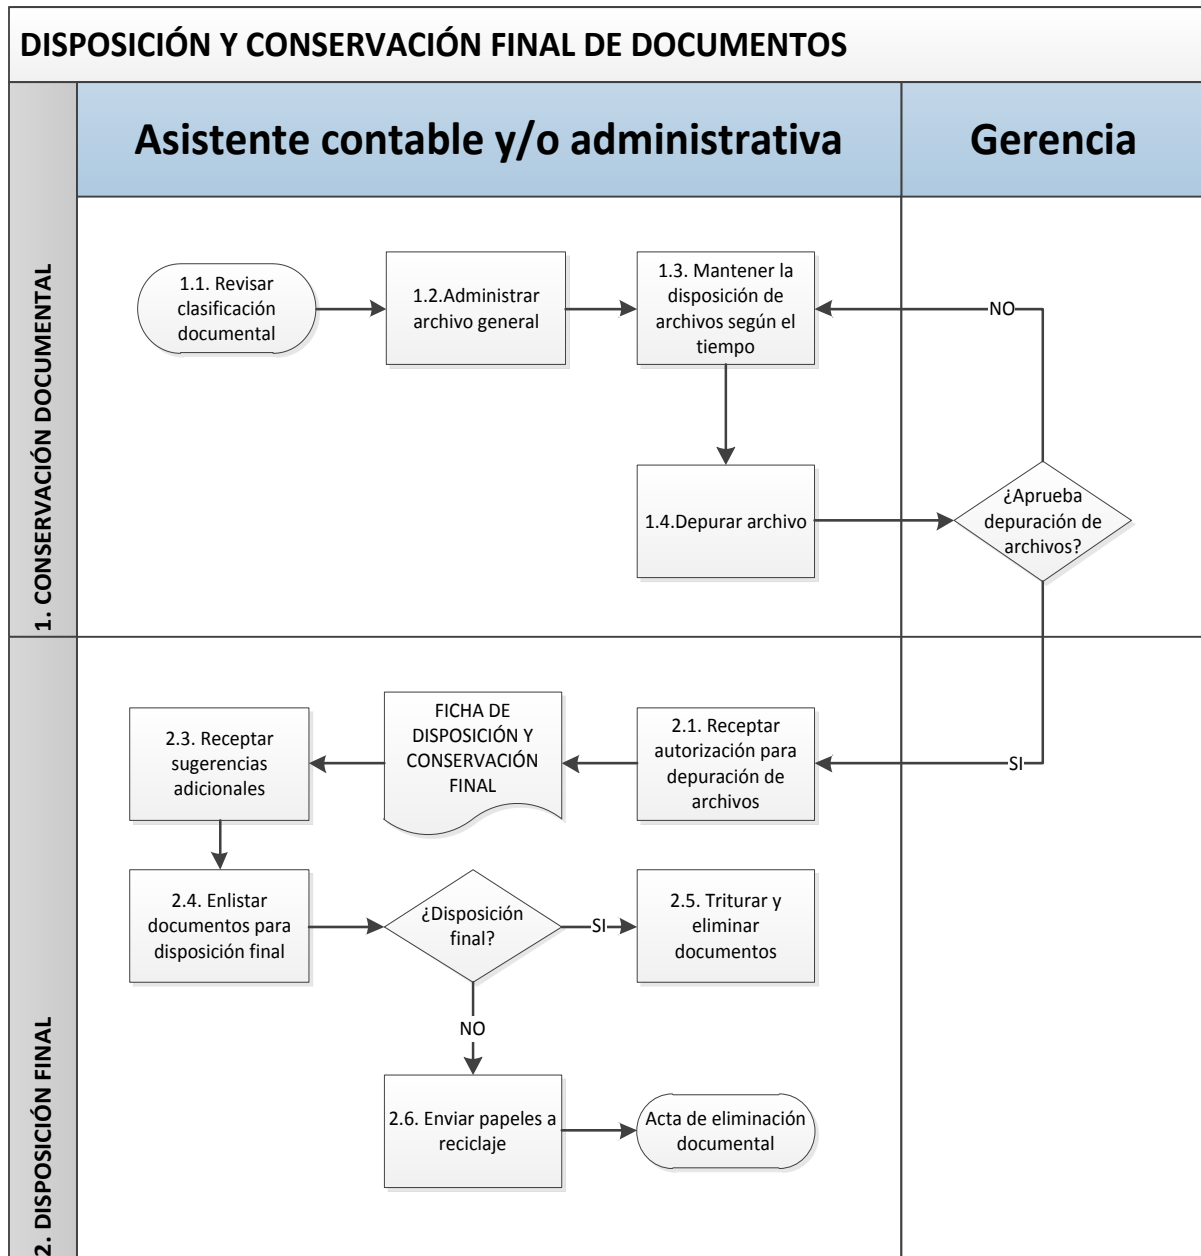 DISPOSICIÓN Y CONSERVACIÓN FINAL DE DOCUMENTOS
Asistente contable y/o administrativa
Gerencia
1. CONSERVACIÓN DOCUMENTAL
1.1. Revisar
clasificación
documental
1.2.Administrar
archivo general
1.3. Mantener la
disposición de
archivos según el
tiempo
NO
1.4.Depurar archivo
¿Aprueba
depuración de
archivos?
2. DISPOSICIÓN FINAL
SI
2.1. Receptar
autorización para
depuración de
archivos
FICHA DE
DISPOSICIÓN Y
CONSERVACIÓN
FINAL
2.3. Receptar
sugerencias
adicionales
2.4. Enlistar
documentos para
disposición final
¿Disposición
final?
SI
2.5. Triturar y
eliminar
documentos
NO
2.6. Enviar papeles a
reciclaje
Acta de eliminación
documental